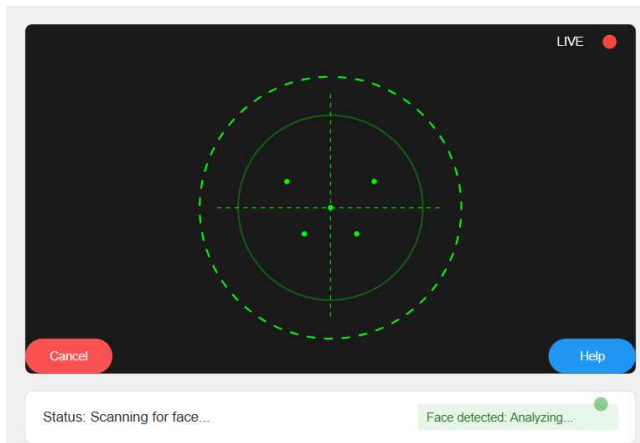 LIVE
Cancel
Help
Status: Scanning for face...
Face detected: Analyzing...